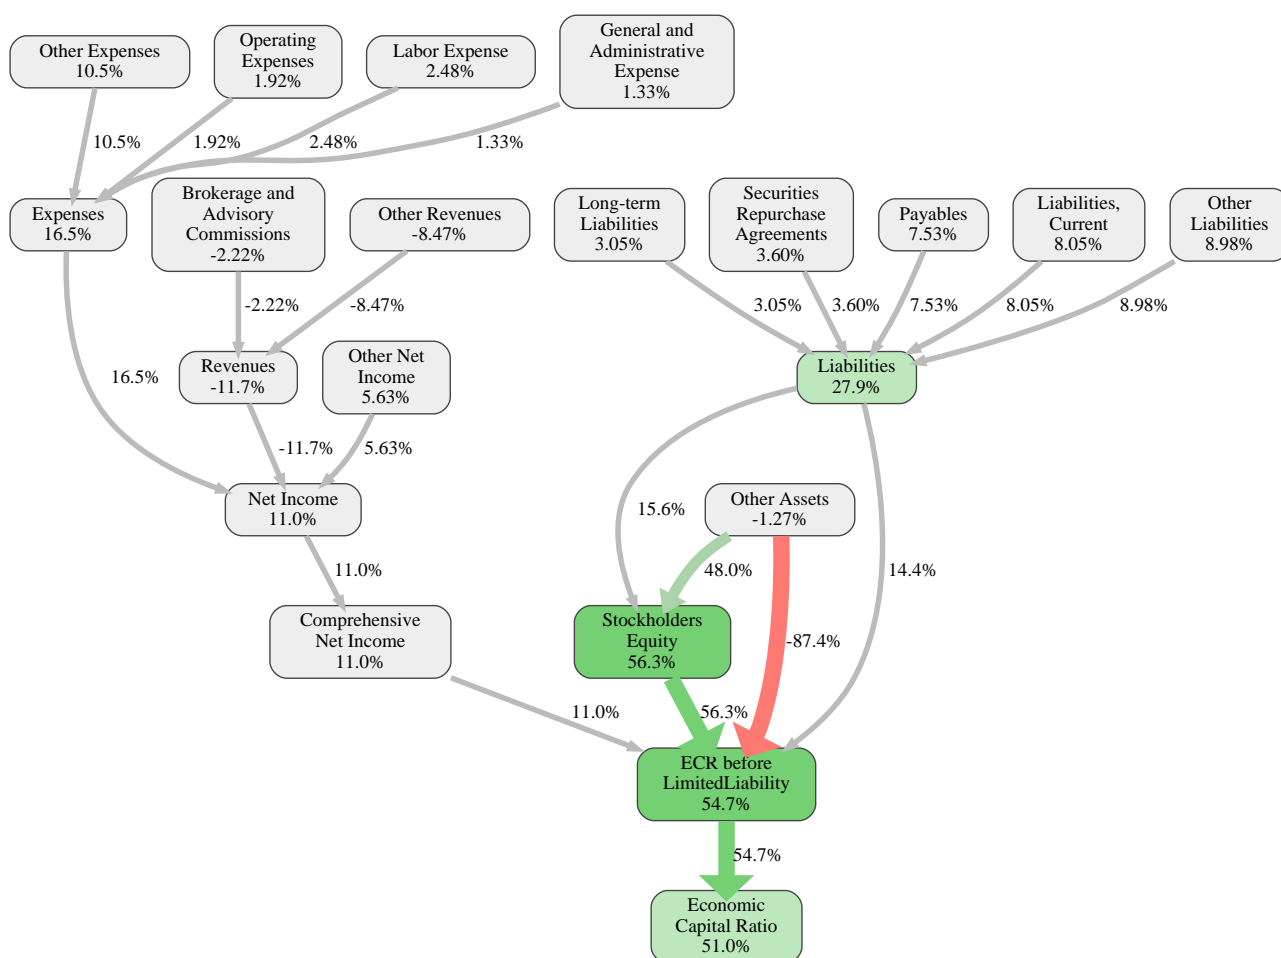 Other Expenses
10.5%
Operating
Expenses
1.92%
Labor Expense
2.48%
General and
Administrative
Expense
1.33%
10.5%
1.92%
2.48%
1.33%
Expenses
16.5%
Brokerage and
Advisory
Commissions
-2.22%
Other Revenues
-8.47%
Long-term
Liabilities
3.05%
Securities
Repurchase
Agreements
3.60%
Payables
7.53%
Liabilities,
Current
8.05%
Other
Liabilities
8.98%
-2.22%
-8.47%
3.05%
3.60%
7.53%
8.05%
8.98%
16.5%
Revenues
-11.7%
Other Net
Income
5.63%
Liabilities
27.9%
-11.7%
5.63%
Net Income
11.0%
15.6%
Other Assets
-1.27%
11.0%
48.0%
14.4%
Comprehensive
Net Income
11.0%
Stockholders
Equity
56.3%
-87.4%
11.0%
56.3%
ECR before
LimitedLiability
54.7%
54.7%
Economic
Capital Ratio
51.0%